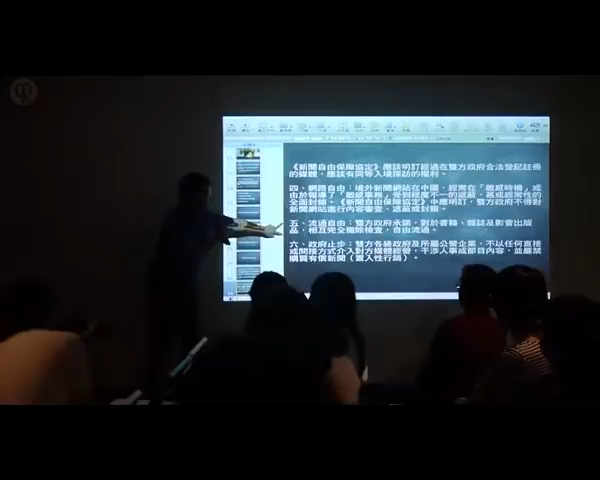 《新聞自由保障協定》應該明訂經過在雙方政府合法登記註冊
的媒體,應該有同等入境採訪的權利。
四、網路自由:境外新聞網站在中國,經常在「敏感時機」或
由於報導了「敏感事務」受到程度不一的遮蔽,甚或經常性的
全面封鎖。《新聞自由保障協定》中應明訂,雙方政府不得對
新聞網站進行內容審查、遮蔽或封鎖。
五、流通自由:雙方政府承諾,對於書籍、雜誌及影音出版
品,相互完全撤除檢查,自由流通。
六、政府止步:雙方各級政府及所屬公營企業,不以任何直接
或間接方式介入對方媒體經營,干涉人事或節目內容,並嚴禁
購買有償新聞(置入性行銷)。